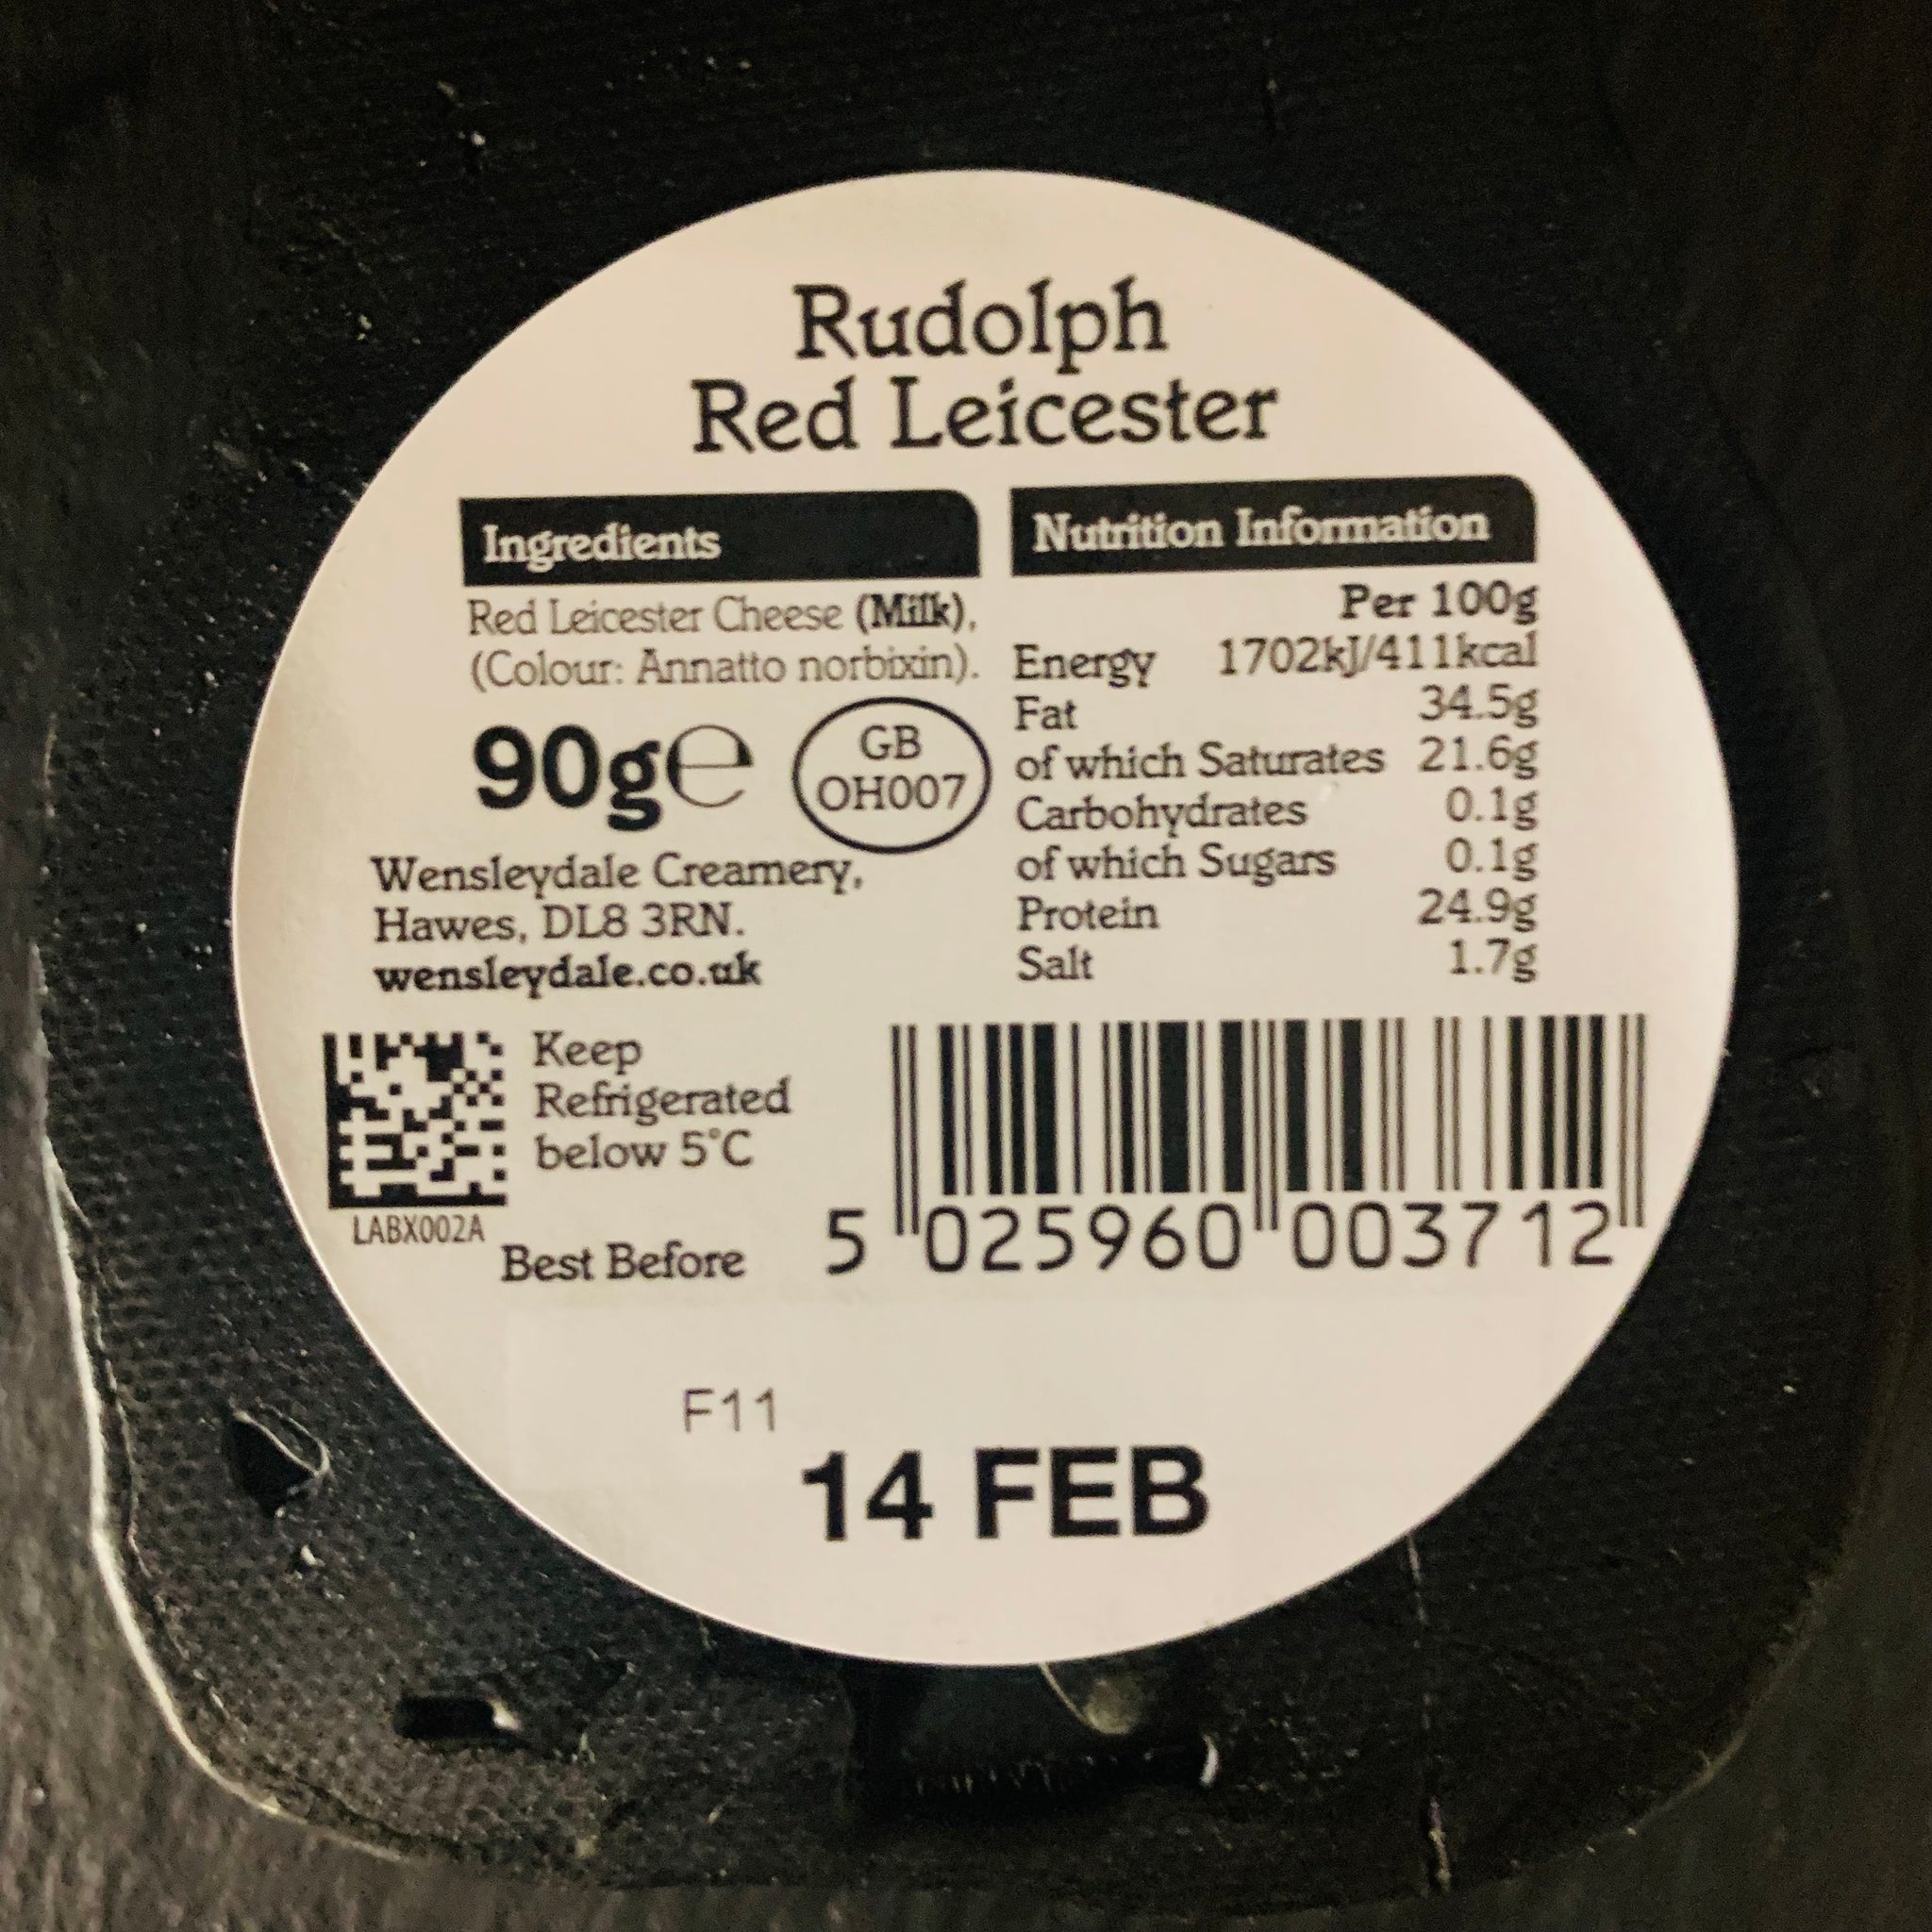 Rudolph
Red Leicester
Ingredients
Red Leicester Cheese (Milk),
(Colour: Annatto norbixin).
90g℮
GB
OH007
Wensleydale Creamery,
Hawes, DL8 3RN.
wensleydale.co.uk
Nutrition Information
Per 100g
Energy 1702kJ/411kcal
Fat 34.5g
of which Saturates 21.6g
Carbohydrates 0.1g
of which Sugars 0.1g
Protein 24.9g
Salt 1.7g
Keep
Refrigerated
below 5°C
LABX002A
Best Before
5 025960 003712
F11
14 FEB